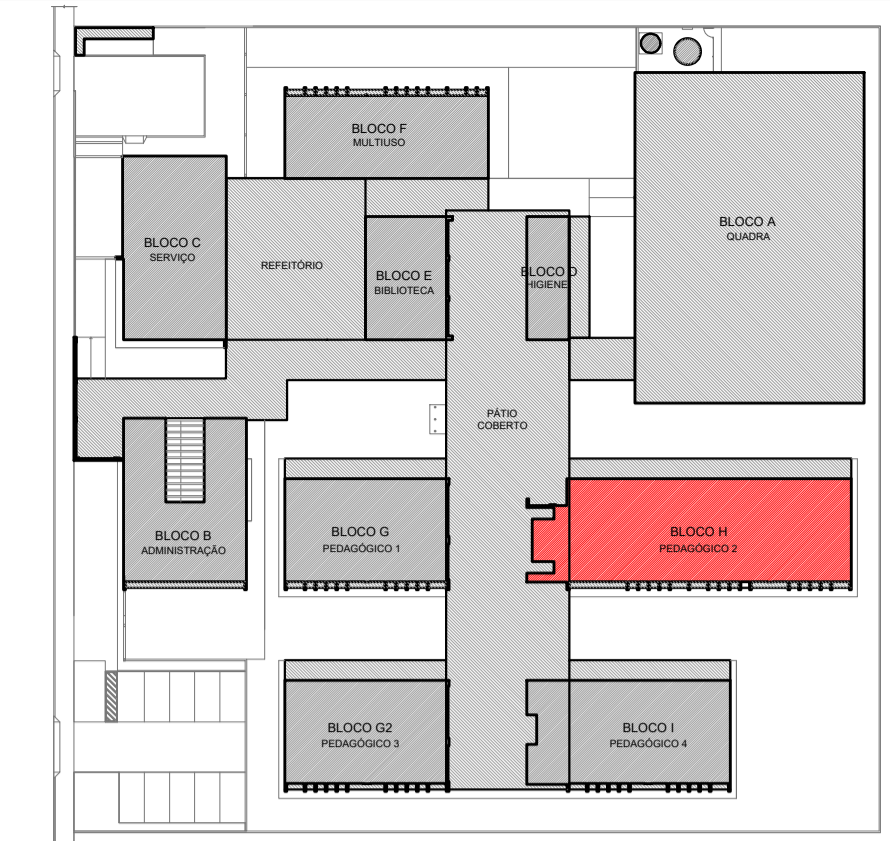 BLOCO F
MULTIUSO
BLOCO A
QUADRA
BLOCO C
SERVIÇO
REFEITÓRIO
BLOCO E
BIBLIOTECA
BLOCO D
HIGIENE
PÁTIO
COBERTO
BLOCO B
ADMINISTRAÇÃO
BLOCO G
PEDAGÓGICO 1
BLOCO H
PEDAGÓGICO 2
BLOCO G2
PEDAGÓGICO 3
BLOCO I
PEDAGÓGICO 4